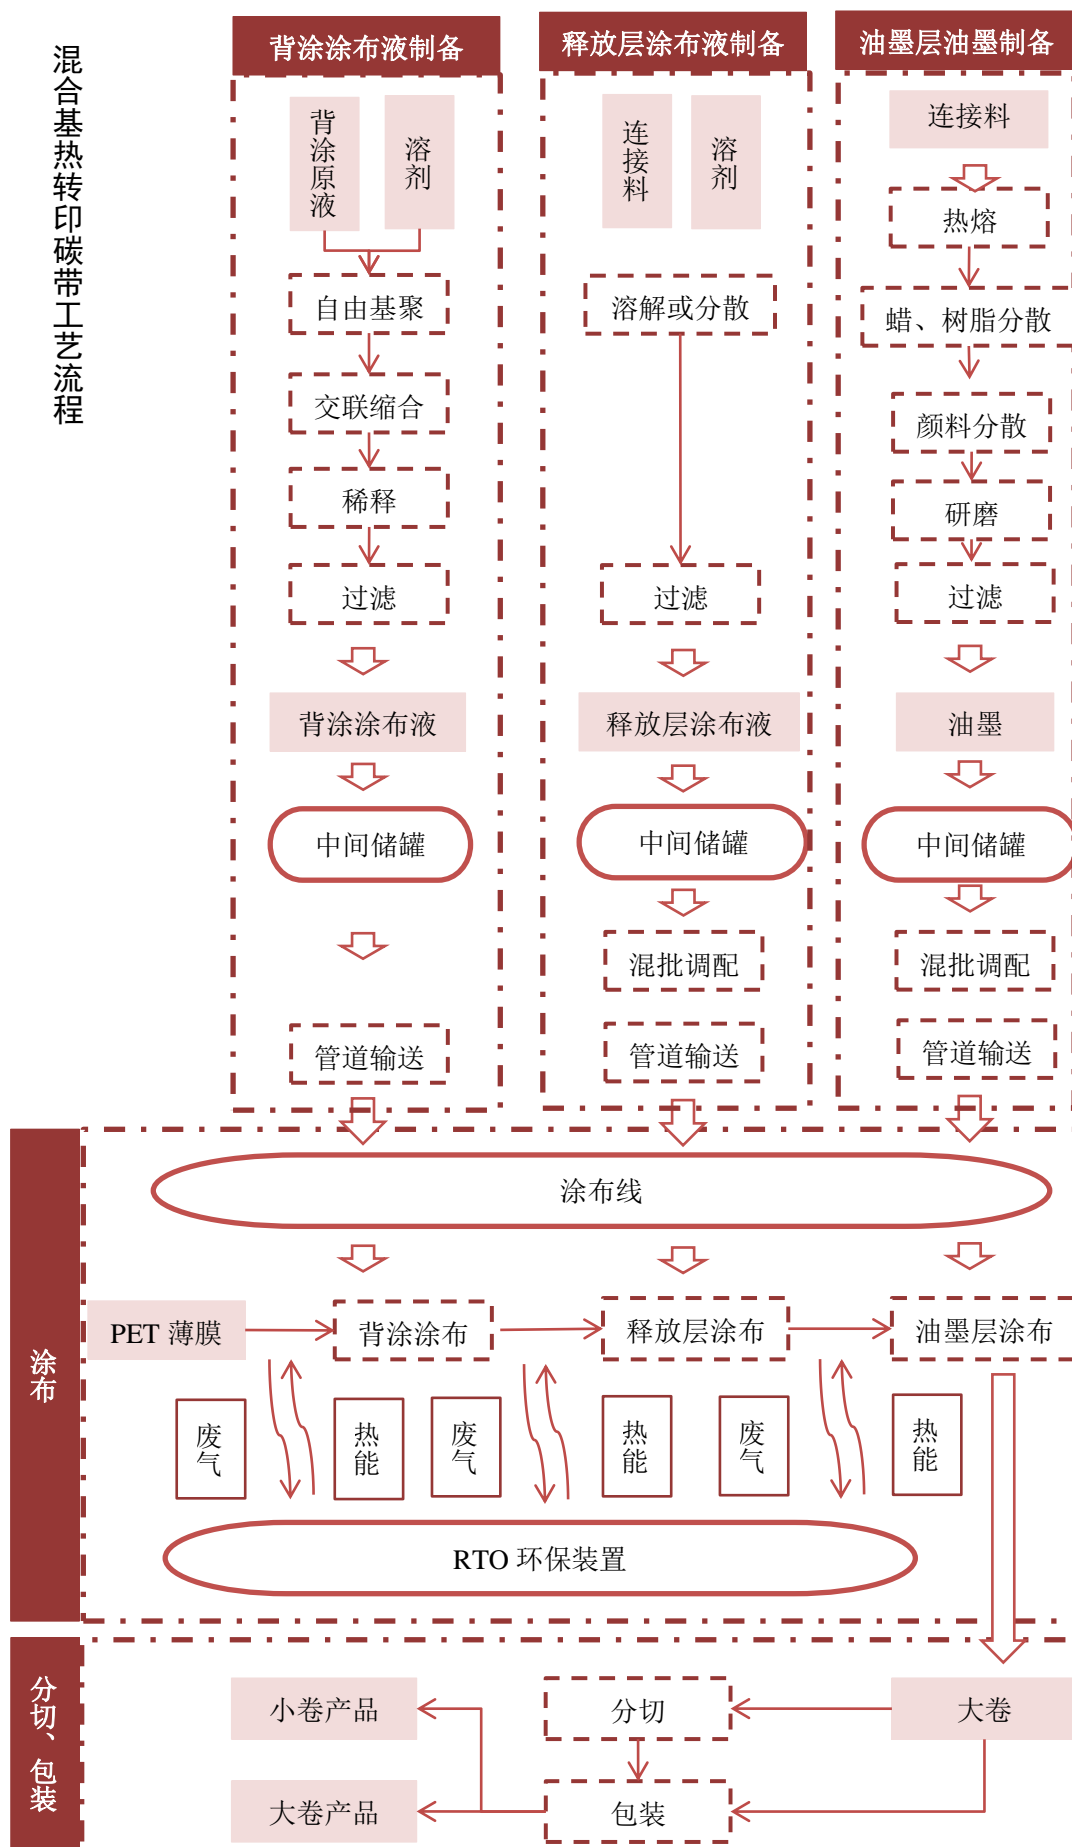 混合基热转印碳带工艺流程
背涂涂布液制备
背涂原液
溶剂
自由基聚
交联缩合
稀释
过滤
背涂涂布液
中间储罐
管道输送
释放层涂布液制备
连接料
溶剂
溶解或分散
过滤
释放层涂布液
中间储罐
混批调配
管道输送
油墨层油墨制备
连接料
热熔
蜡、树脂分散
颜料分散
研磨
过滤
油墨
中间储罐
混批调配
管道输送
涂布
涂布线
PET 薄膜
背涂涂布
释放层涂布
油墨层涂布
废气
热能
废气
热能
废气
热能
RTO 环保装置
分切、包装
小卷产品
分切
大卷
大卷产品
包装